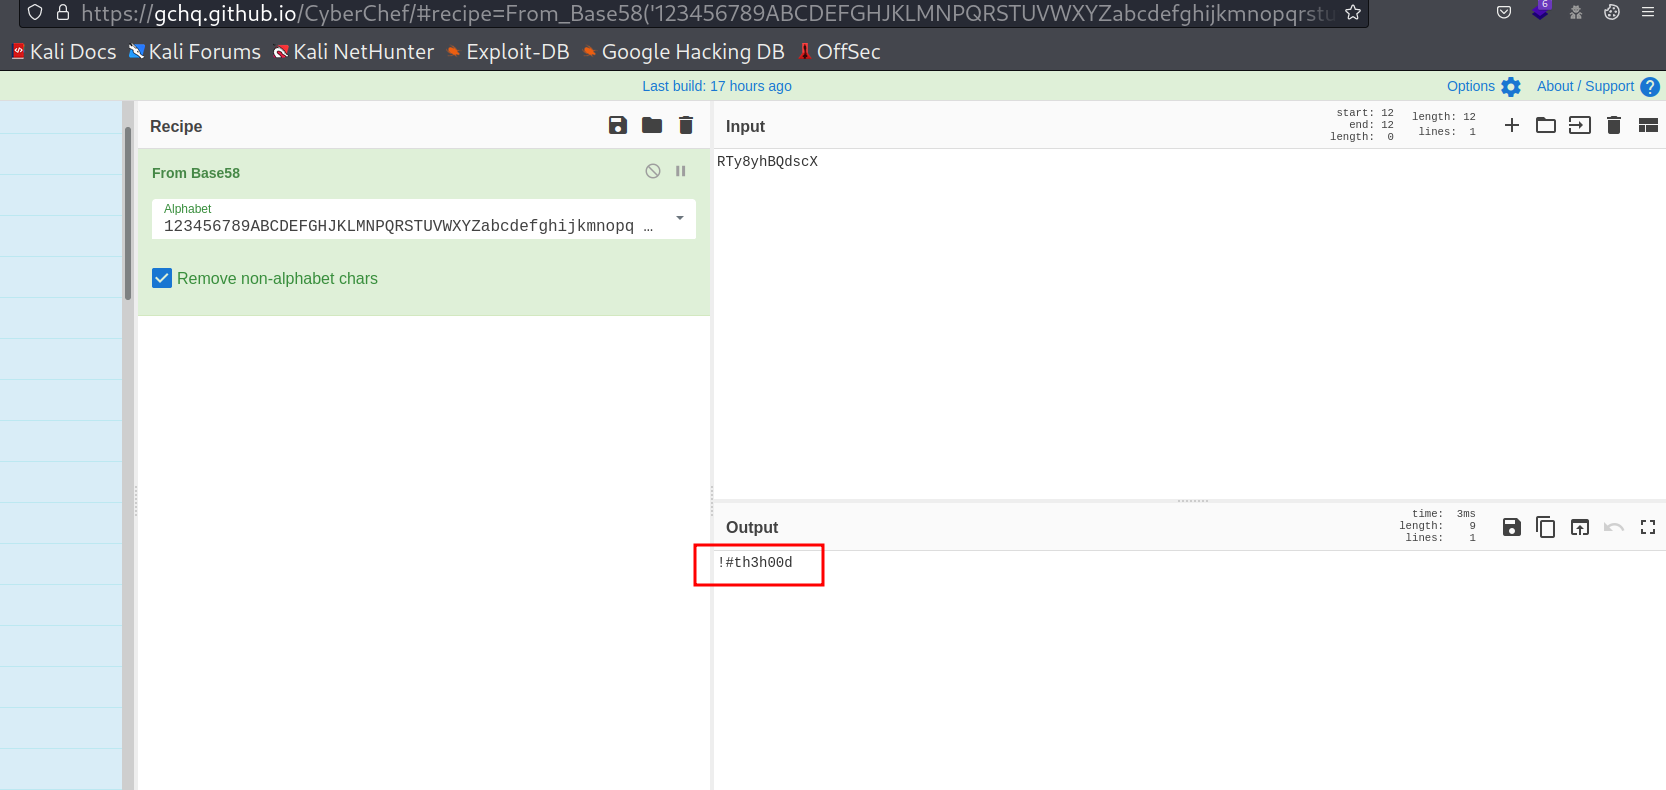 https://gchq.github.io/CyberChef/#recipe=From_Base58('123456789ABCDEFGHJKLMNPQRSTUVWXYZabcdefghijkmnopqrstu
6
Kali Docs Kali Forums Kali NetHunter Exploit-DB Google Hacking DB OffSec
Last build: 17 hours ago Options About / Support ?
Recipe
From Base58
Alphabet
123456789ABCDEFGHJKLMNPQRSTUVWXYZabcdefghijkmnopq …
Remove non-alphabet chars
Input
start: 12
end: 12
length: 0
length: 12
lines: 1
RTy8yhBQdscX
Output
time: 3ms
length: 9
lines: 1
!#th3h00d